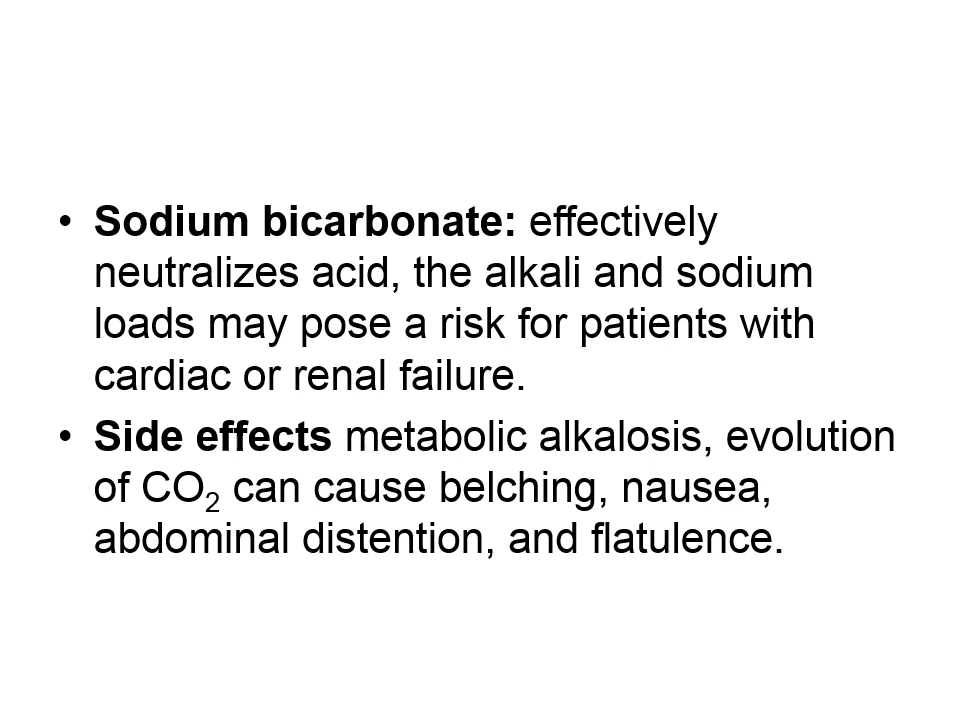 • Sodium bicarbonate: effectively
neutralizes acid, the alkali and sodium
loads may pose a risk for patients with
cardiac or renal failure.
• Side effects metabolic alkalosis, evolution
of CO₂ can cause belching, nausea,
abdominal distention, and flatulence.